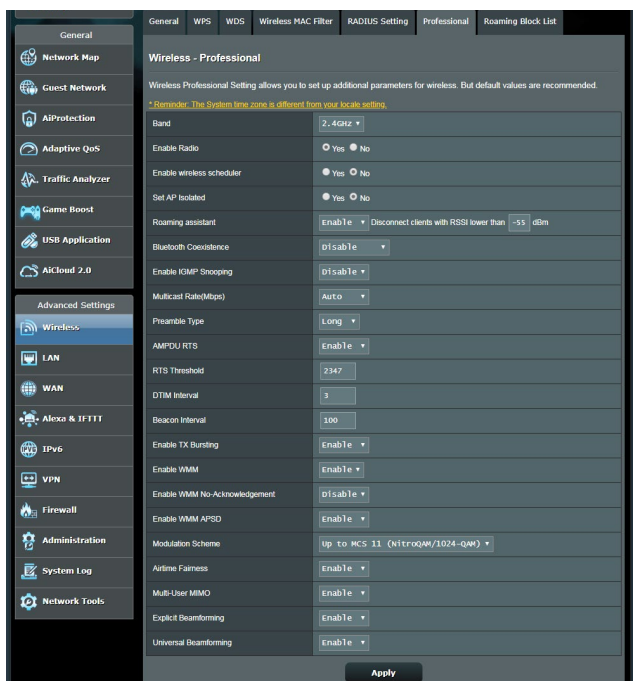 General
Network Map
Guest Network
AiProtection
Adaptive QoS
Traffic Analyzer
Game Boost
USB Application
AiCloud 2.0
Advanced Settings
Wireless
LAN
WAN
Alexa & IFTTT
IPv6
VPN
Firewall
Administration
System Log
Network Tools
General WPS WDS Wireless MAC Filter RADIUS Setting Professional Roaming Block List
Wireless - Professional
Wireless Professional Setting allows you to set up additional parameters for wireless. But default values are recommended.
* Reminder: The System time zone is different from your locale setting.
Band 2.4GHz
Enable Radio Yes No
Enable wireless scheduler Yes No
Set AP Isolated Yes No
Roaming assistant Enable Disconnect clients with RSSI lower than -55 dBm
Bluetooth Coexistence Disable
Enable IGMP Snooping Disable
Multicast Rate(Mbps) Auto
Preamble Type Long
AMPDU RTS Enable
RTS Threshold 2347
DTIM Interval 3
Beacon Interval 100
Enable TX Bursting Enable
Enable WMM Enable
Enable WMM No-Acknowledgement Disable
Enable WMM APSD Enable
Modulation Scheme Up to MCS 11 (NitroQAM/1024-QAM)
Airtime Fairness Enable
Multi-User MIMO Enable
Explicit Beamforming Enable
Universal Beamforming Enable
Apply